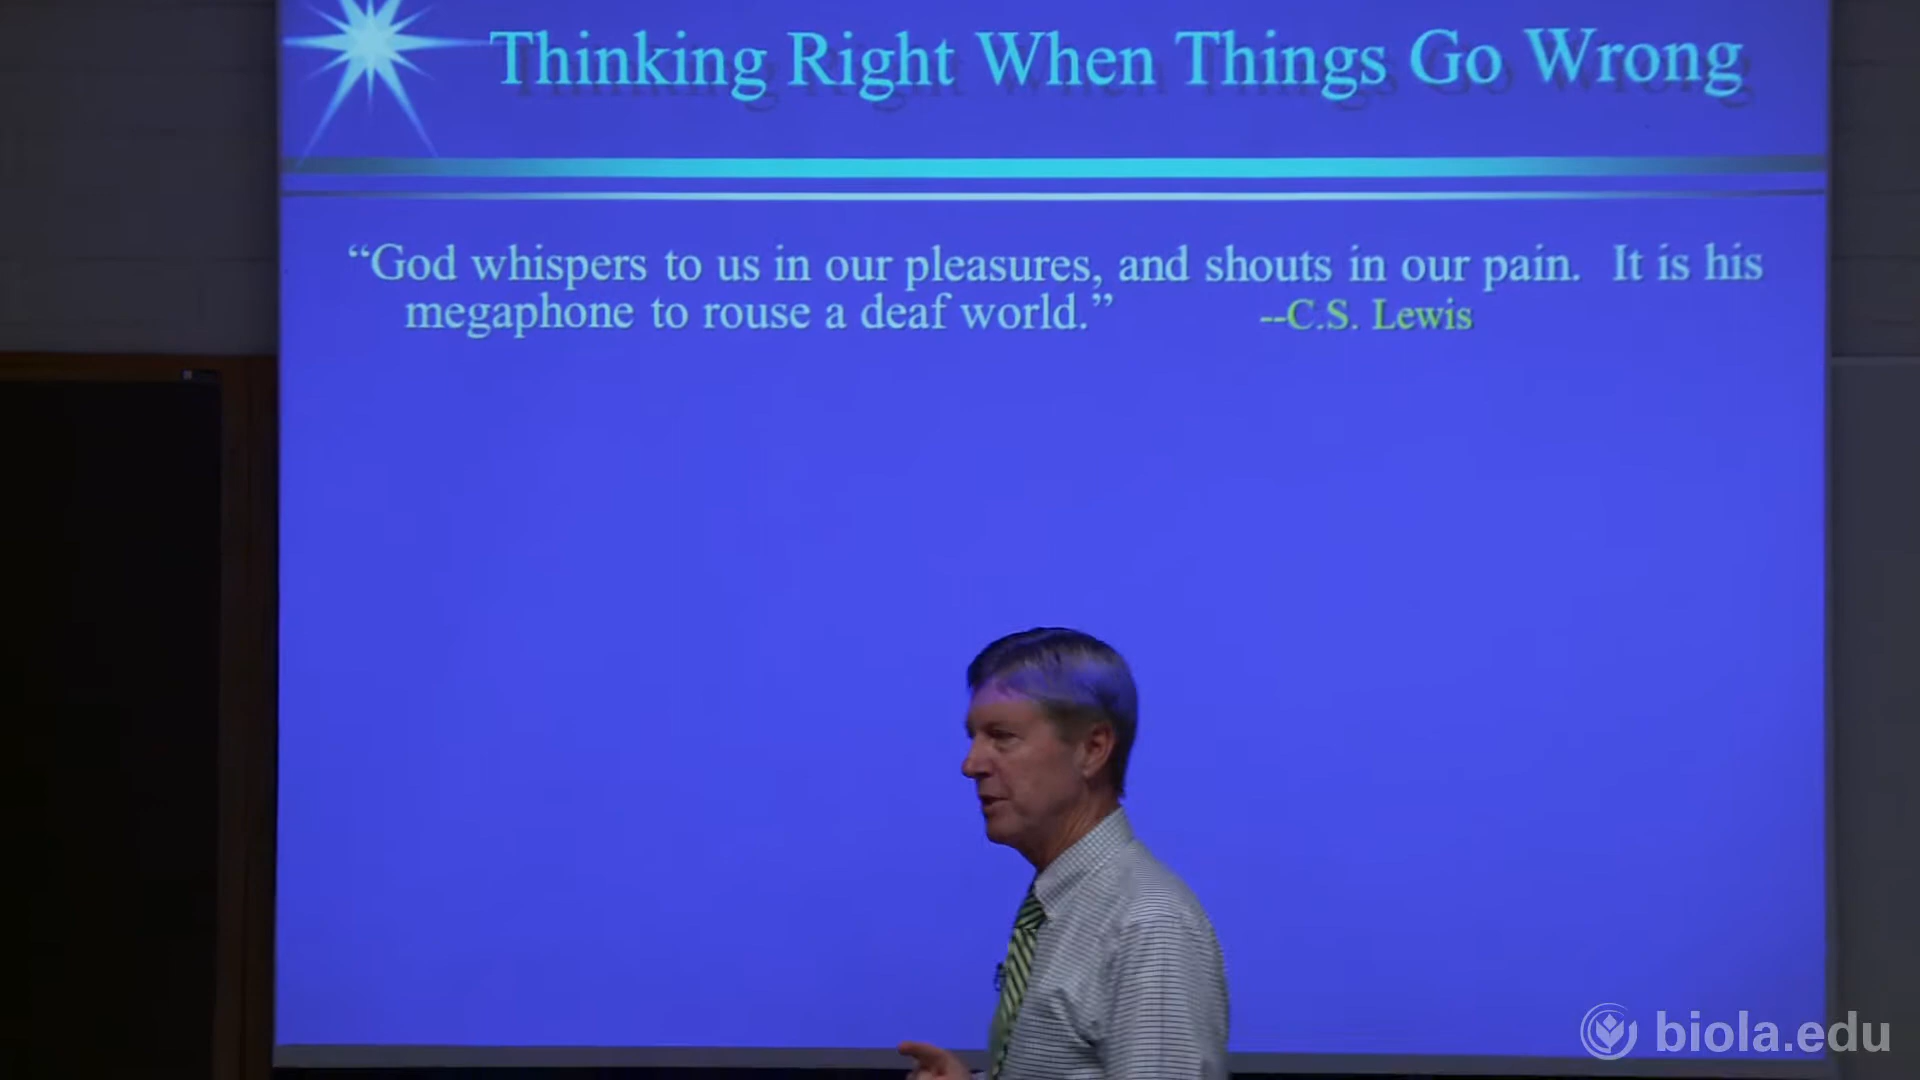 Thinking Right When Things Go Wrong
“God whispers to us in our pleasures, and shouts in our pain.  It is his
megaphone to rouse a deaf world.”   --C.S. Lewis
biola.edu